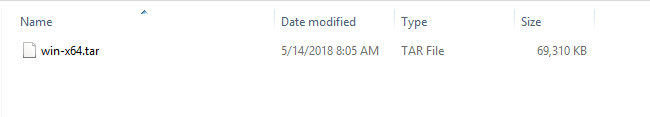 Name Date modified Type Size
win-x64.tar 5/14/2018 8:05 AM TAR File 69,310 KB